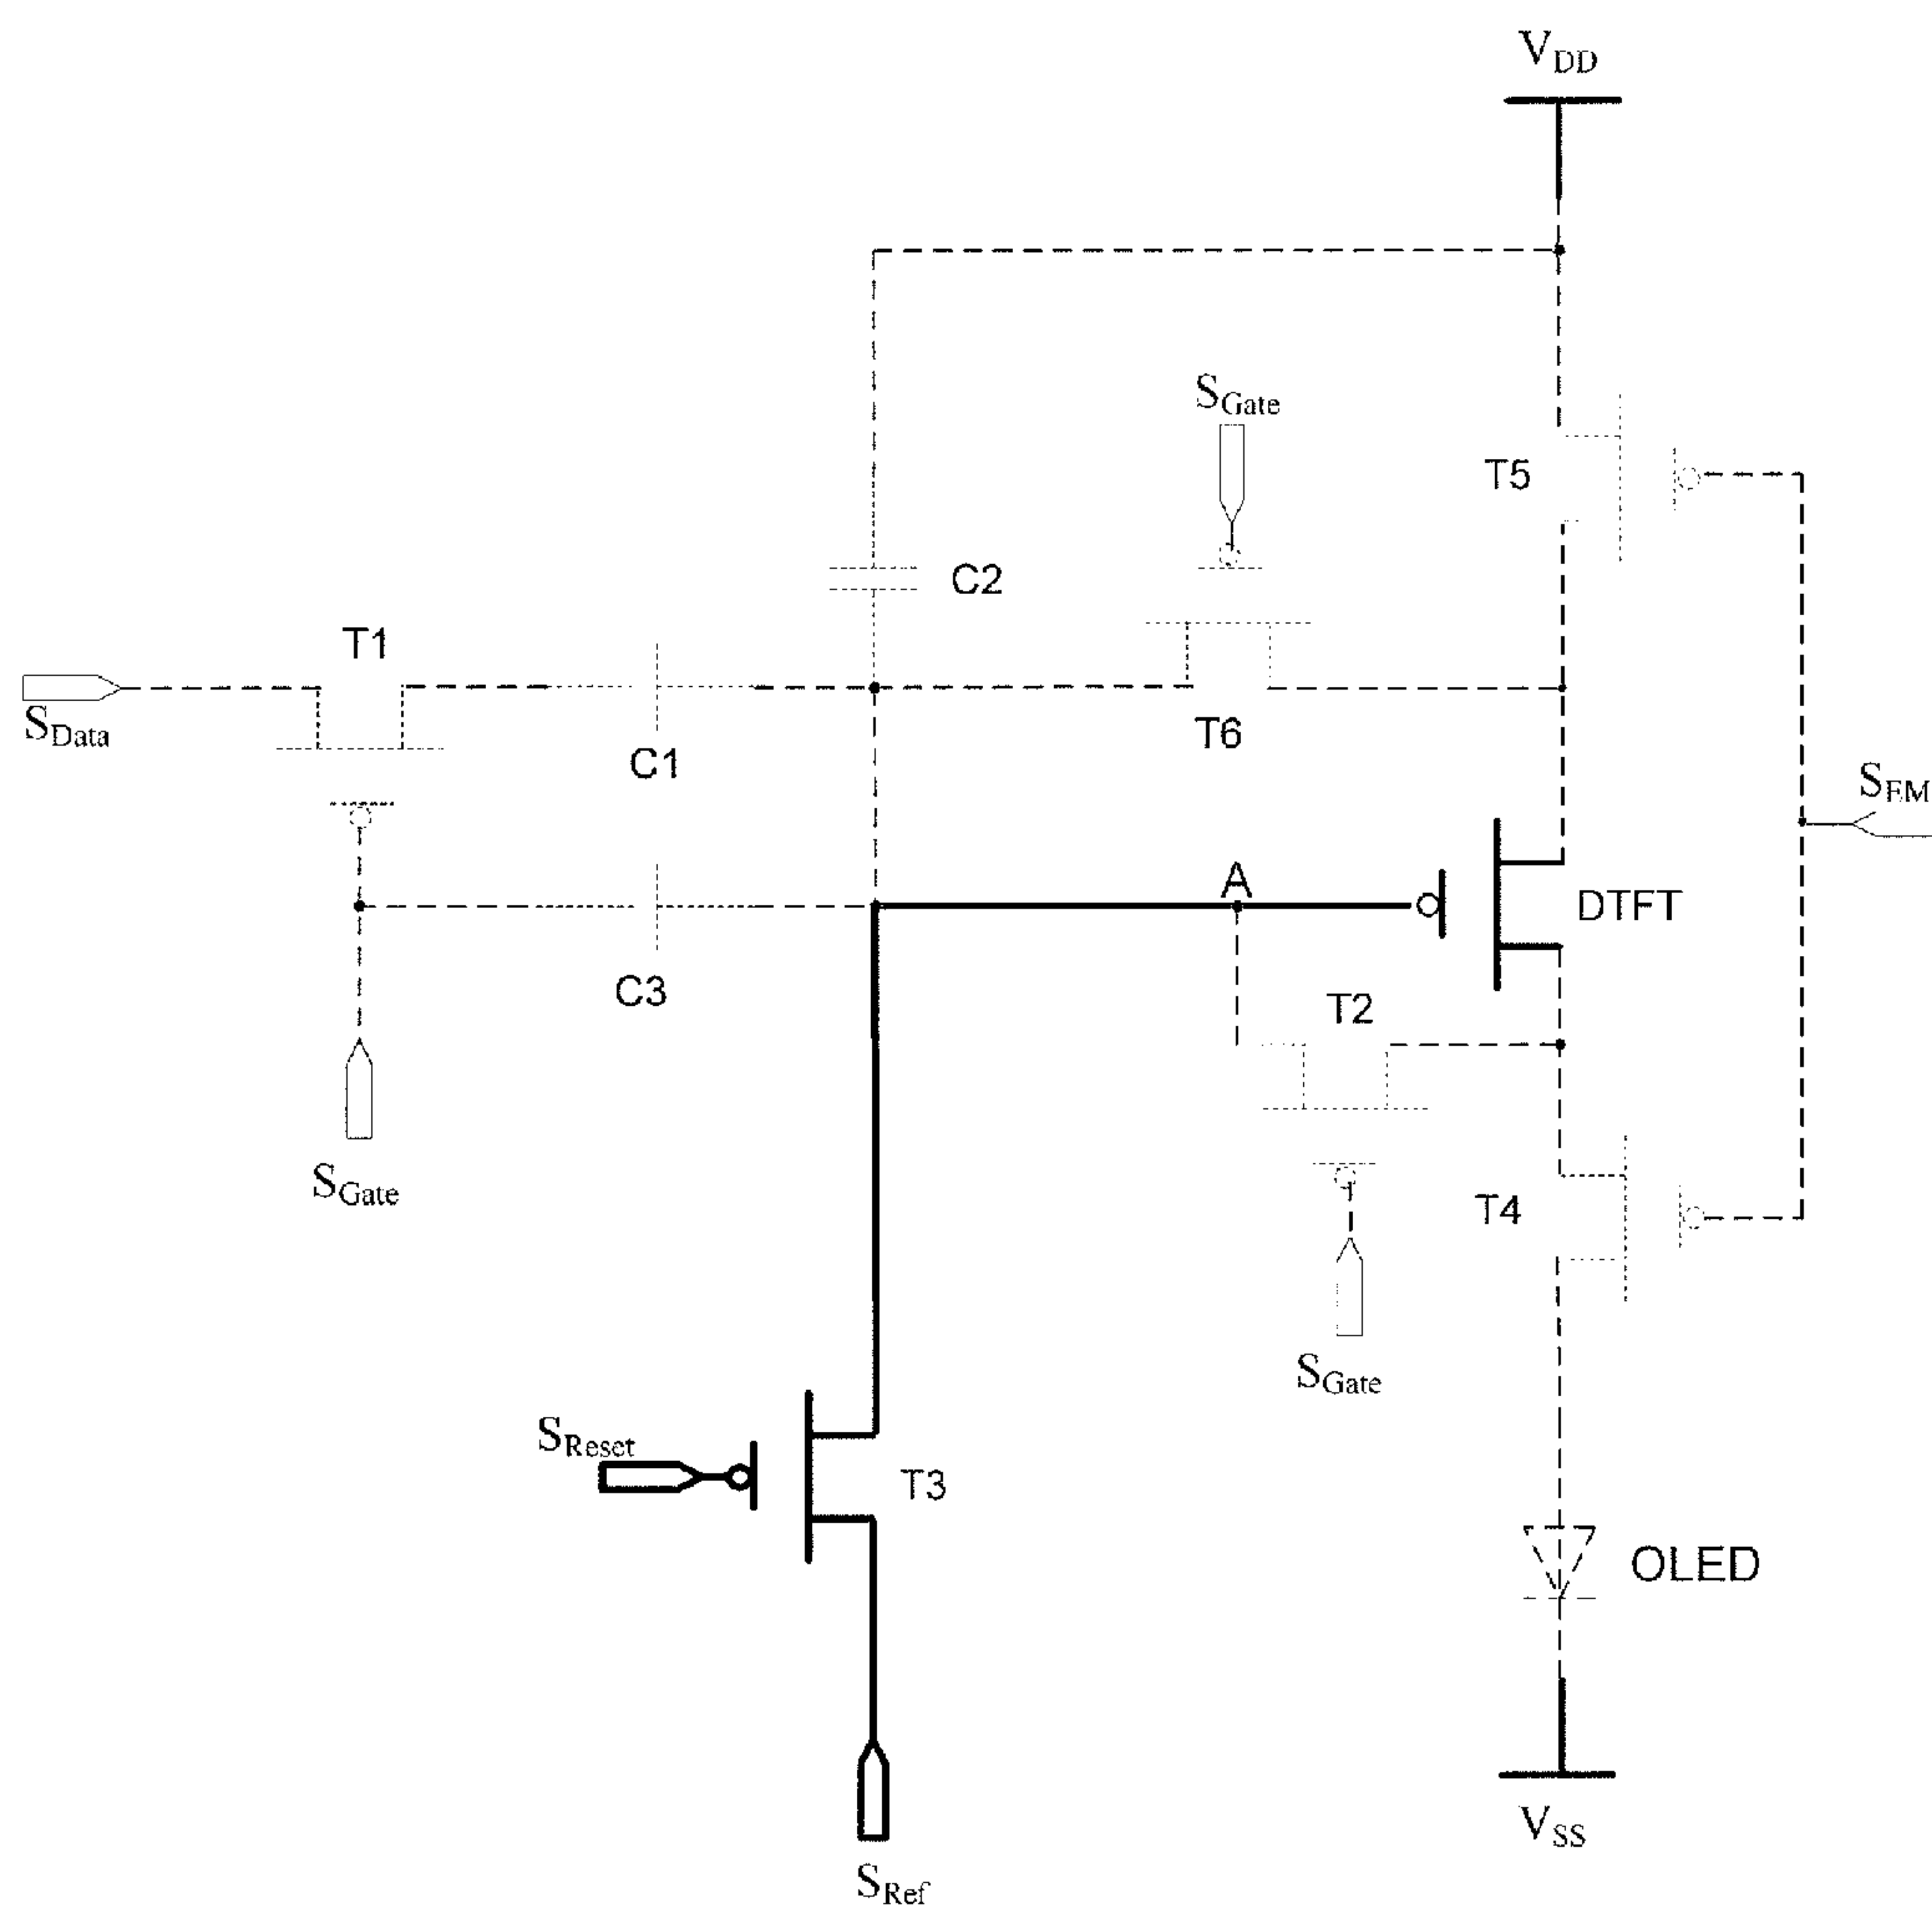 V_DD
S_Gate
T5
C2
T1
S_Data
T6
C1
S_EM
A
DTFT
C3
T2
S_Gate
T4
S_Gate
S_Reset
T3
OLED
V_SS
S_Ref